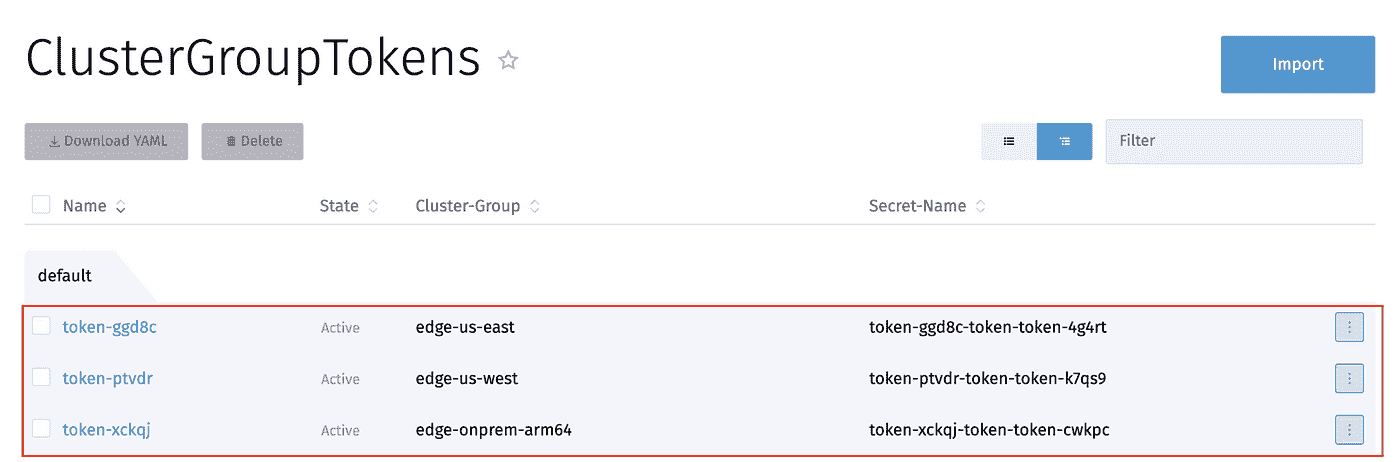 ClusterGroupTokens
Import
Download YAML Delete Filter
Name State Cluster-Group Secret-Name
default
token-ggd8c Active edge-us-east token-ggd8c-token-token-4g4rt
token-ptvdr Active edge-us-west token-ptvdr-token-token-k7qs9
token-xckqj Active edge-onprem-arm64 token-xckqj-token-token-cwkpc